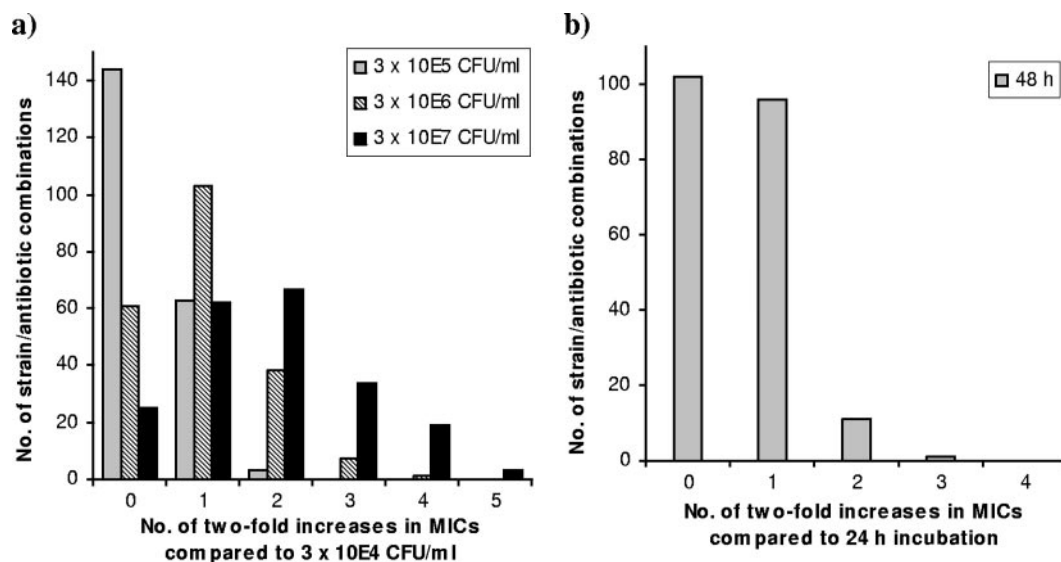 a)
3 x 10E5 CFU/ml
3 x 10E6 CFU/ml
3 x 10E7 CFU/ml
No. of strain/antibiotic combinations
140
120
100
80
60
40
20
0
0 1 2 3 4 5
No. of two-fold increases in MICs
compared to 3 x 10E4 CFU/ml
b)
48 h
No. of strain/antibiotic combinations
100
80
60
40
20
0
0 1 2 3 4
No. of two-fold increases in MICs
compared to 24 h incubation